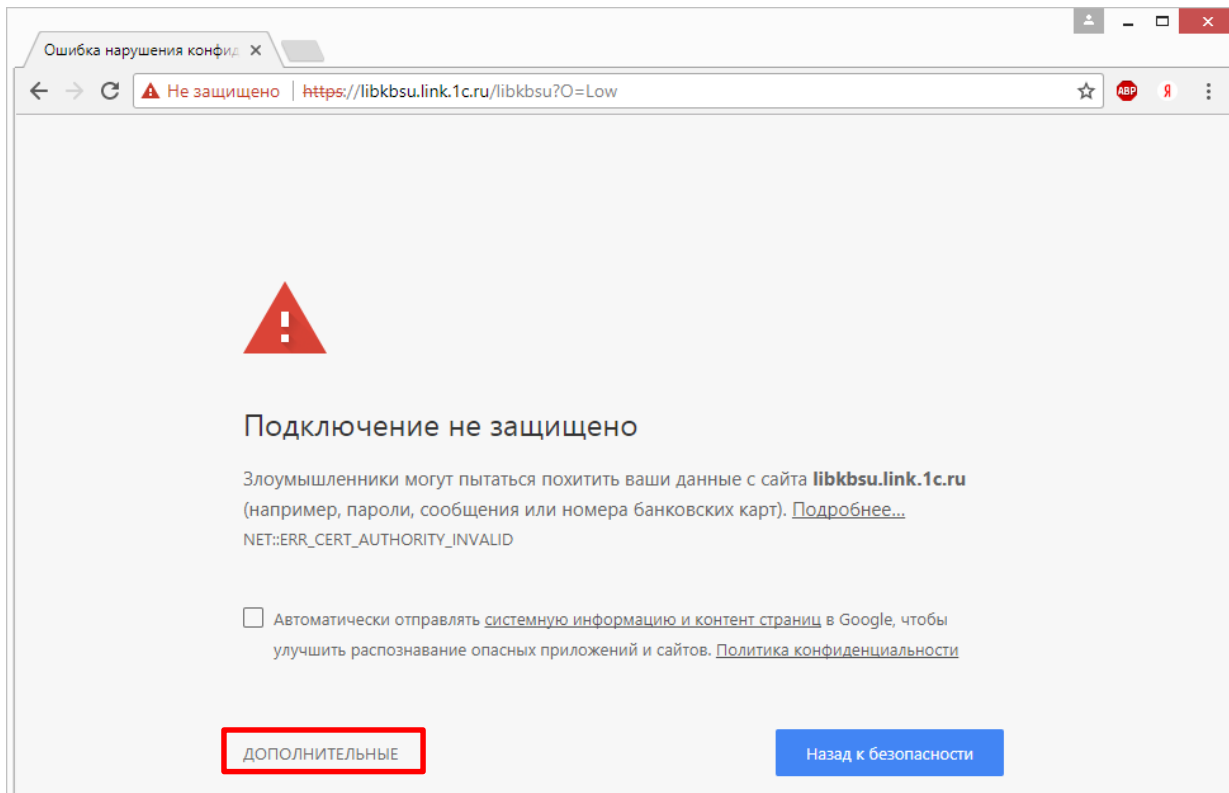 Ошибка нарушения конфид
Не защищено https://libkbsu.link.1c.ru/libkbsu?O=Low
ABP
Я
Подключение не защищено
Злоумышленники могут пытаться похитить ваши данные с сайта libkbsu.link.1c.ru
(например, пароли, сообщения или номера банковских карт). Подробнее...
NET::ERR_CERT_AUTHORITY_INVALID
Автоматически отправлять системную информацию и контент страниц в Google, чтобы
улучшить распознавание опасных приложений и сайтов. Политика конфиденциальности
ДОПОЛНИТЕЛЬНЫЕ
Назад к безопасности